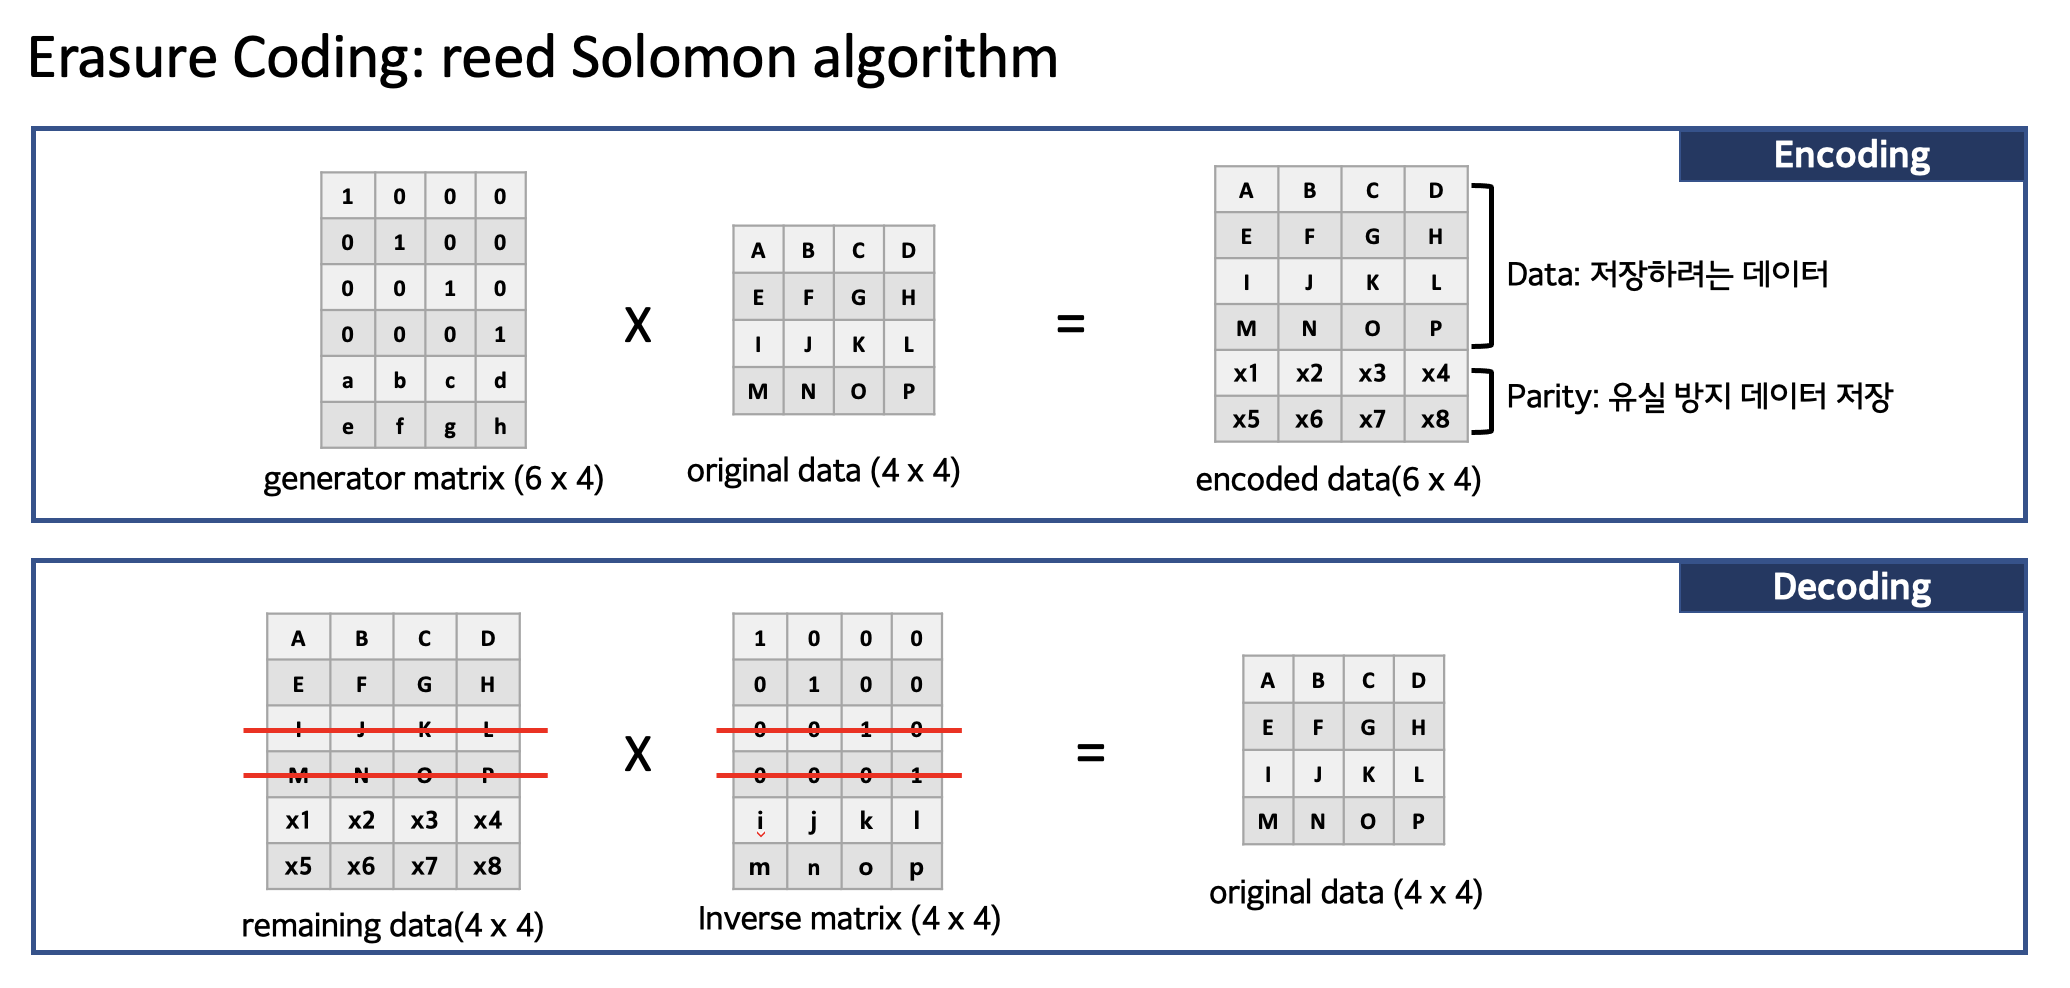 Erasure Coding: reed Solomon algorithm
Encoding
1 0 0 0
0 1 0 0
0 0 1 0
0 0 0 1
a b c d
e f g h
generator matrix (6 x 4)
X
A B C D
E F G H
I J K L
M N O P
original data (4 x 4)
=
A B C D
E F G H
I J K L
M N O P
x1 x2 x3 x4
x5 x6 x7 x8
encoded data(6 x 4)
Data: 저장하려는 데이터
Parity: 유실 방지 데이터 저장
Decoding
A B C D
E F G H
I J K L
M N O P
x1 x2 x3 x4
x5 x6 x7 x8
remaining data(4 x 4)
X
1 0 0 0
0 1 0 0
0 0 1 0
0 0 0 1
i j k l
m n o p
Inverse matrix (4 x 4)
=
A B C D
E F G H
I J K L
M N O P
original data (4 x 4)